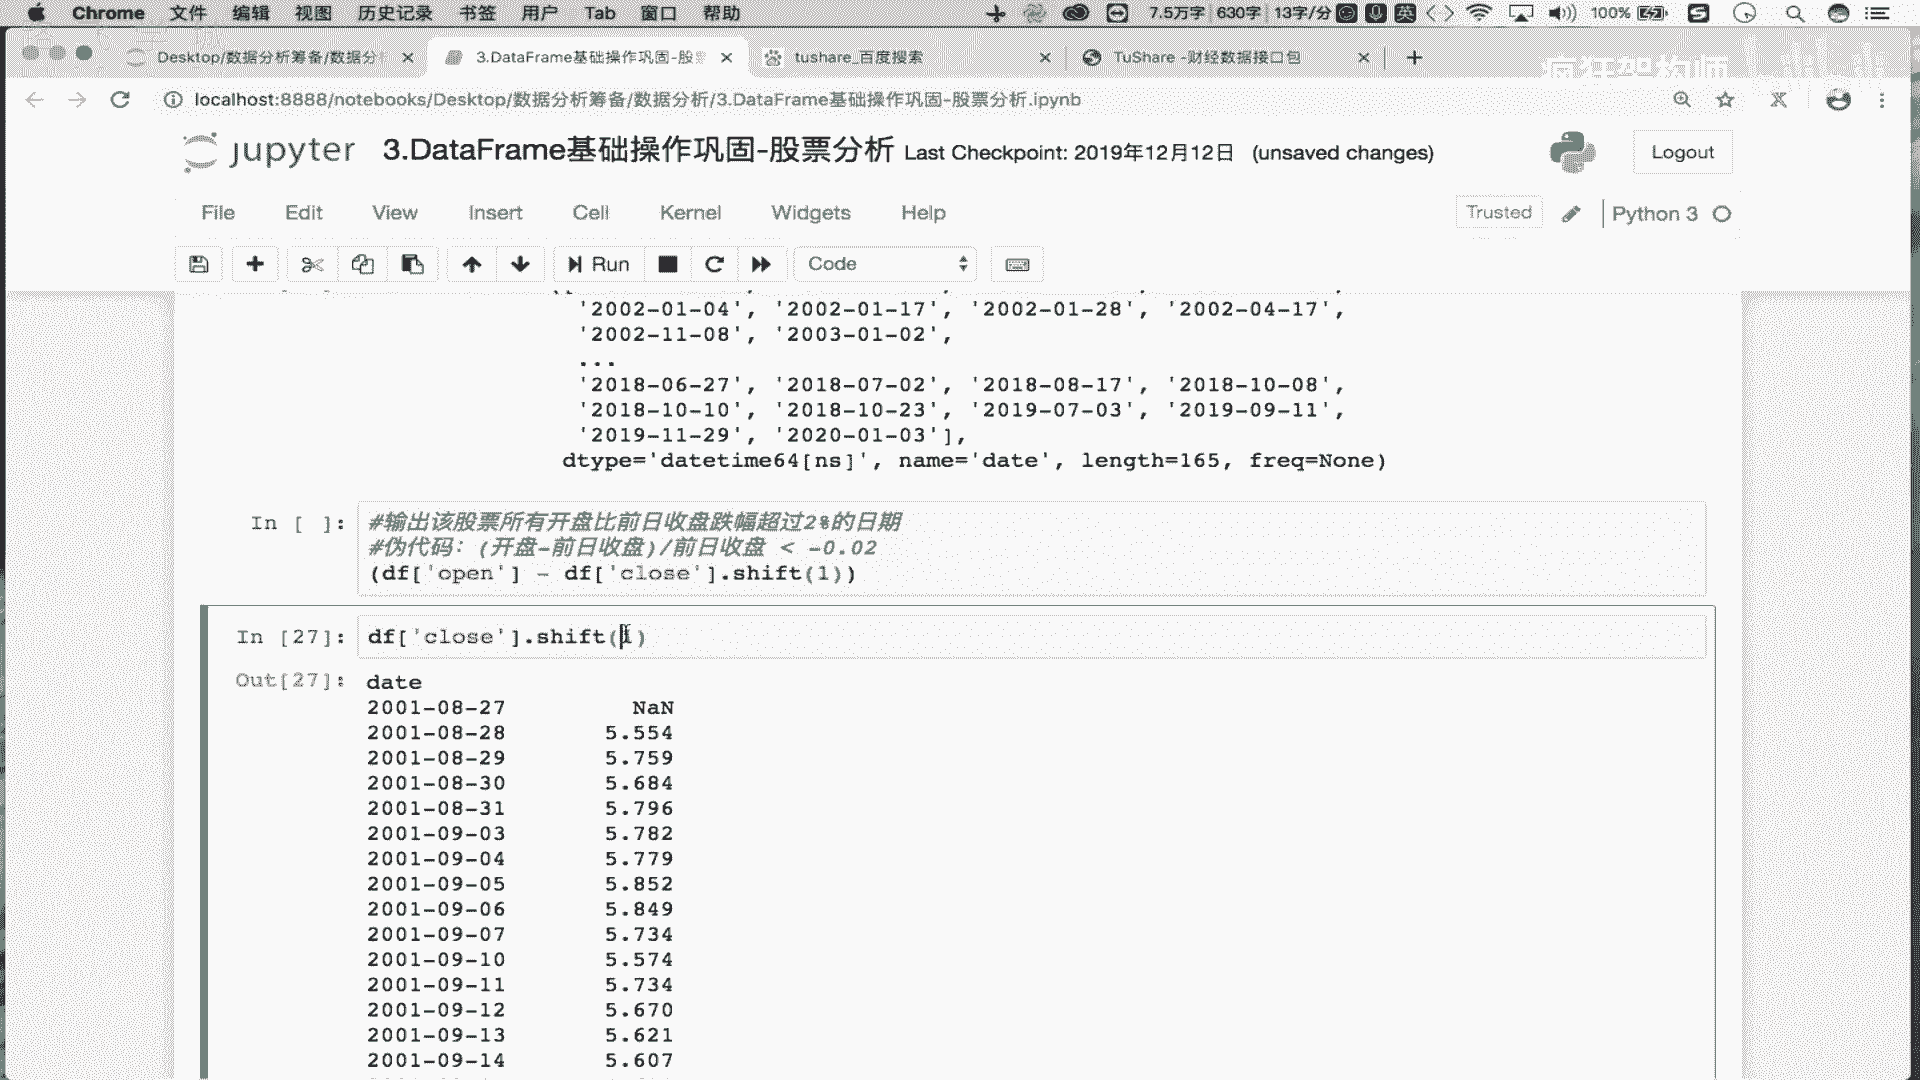 Chrome 文件 编辑 视图 历史记录 书签 用户 Tab 窗口 帮助 7.5万字 630字 13字/分 英 100%
Desktop/数据分析筹备/数据分析 3.DataFrame基础操作巩固-股票 tushare_百度搜索 TuShare -财经数据接口包
疯狂架构师
localhost:8888/notebooks/Desktop/数据分析筹备/数据分析/3.DataFrame基础操作巩固-股票分析.ipynb
jupyter 3.DataFrame基础操作巩固-股票分析 Last Checkpoint: 2019年12月12日 (unsaved changes) Logout
File Edit View Insert Cell Kernel Widgets Help Trusted Python 3
Run Code
'2002-01-04', '2002-01-17', '2002-01-28', '2002-04-17',
'2002-11-08', '2003-01-02',
...
'2018-06-27', '2018-07-02', '2018-08-17', '2018-10-08',
'2018-10-10', '2018-10-23', '2019-07-03', '2019-09-11',
'2019-11-29', '2020-01-03'],
dtype='datetime64[ns]', name='date', length=165, freq=None)
In [ ]: #输出该股票所有开盘比前日收盘跌幅超过2%的日期
#伪代码：(开盘-前日收盘)/前日收盘 < -0.02
(df['open'] - df['close'].shift(1))
In [27]: df['close'].shift(1)
Out[27]: date
2001-08-27 NaN
2001-08-28 5.554
2001-08-29 5.759
2001-08-30 5.684
2001-08-31 5.796
2001-09-03 5.782
2001-09-04 5.779
2001-09-05 5.852
2001-09-06 5.849
2001-09-07 5.734
2001-09-10 5.574
2001-09-11 5.734
2001-09-12 5.670
2001-09-13 5.621
2001-09-14 5.607